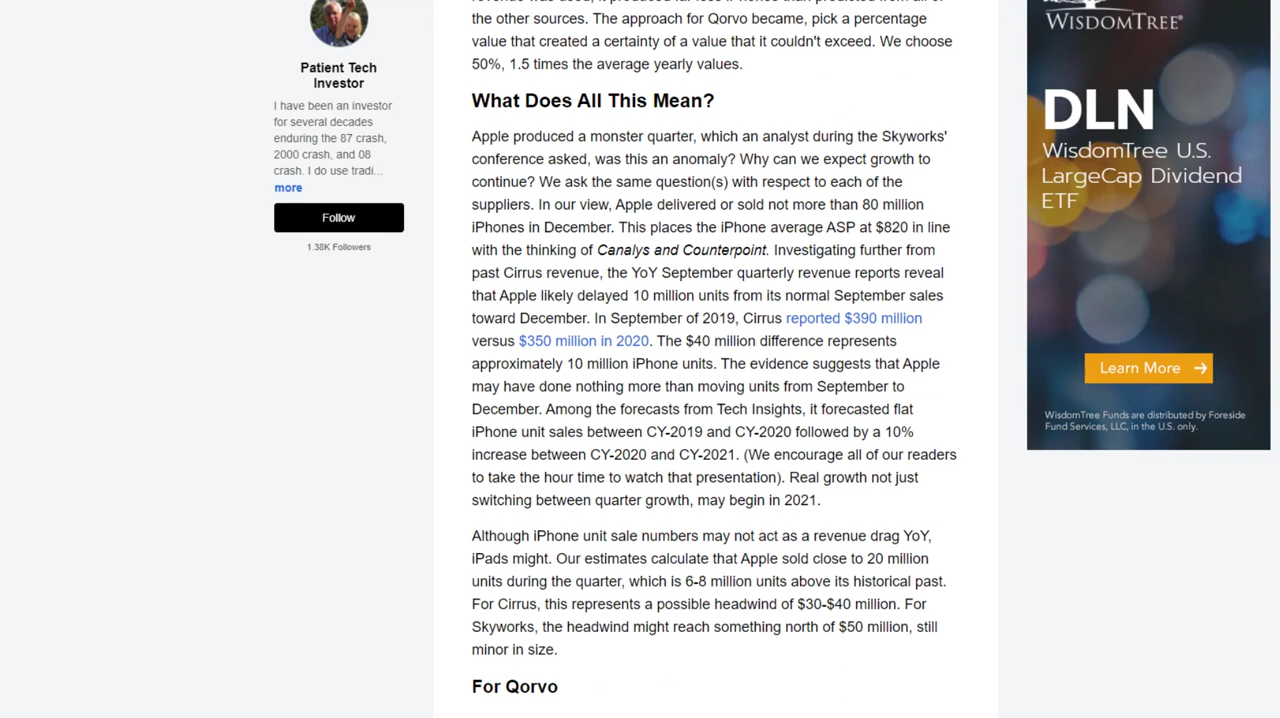 Patient Tech
Investor
I have been an investor
for several decades
enduring the 87 crash,
2000 crash, and 08
crash. I do use tradi...
more
Follow
1.38K Followers
the other sources. The approach for Qorvo became, pick a percentage
value that created a certainty of a value that it couldn't exceed. We choose
50%, 1.5 times the average yearly values.
What Does All This Mean?
Apple produced a monster quarter, which an analyst during the Skyworks'
conference asked, was this an anomaly? Why can we expect growth to
continue? We ask the same question(s) with respect to each of the
suppliers. In our view, Apple delivered or sold not more than 80 million
iPhones in December. This places the iPhone average ASP at $820 in line
with the thinking of Canalys and Counterpoint. Investigating further from
past Cirrus revenue, the YoY September quarterly revenue reports reveal
that Apple likely delayed 10 million units from its normal September sales
toward December. In September of 2019, Cirrus reported $390 million
versus $350 million in 2020. The $40 million difference represents
approximately 10 million iPhone units. The evidence suggests that Apple
may have done nothing more than moving units from September to
December. Among the forecasts from Tech Insights, it forecasted flat
iPhone unit sales between CY-2019 and CY-2020 followed by a 10%
increase between CY-2020 and CY-2021. (We encourage all of our readers
to take the hour time to watch that presentation). Real growth not just
switching between quarter growth, may begin in 2021.
Although iPhone unit sale numbers may not act as a revenue drag YoY,
iPads might. Our estimates calculate that Apple sold close to 20 million
units during the quarter, which is 6-8 million units above its historical past.
For Cirrus, this represents a possible headwind of $30-$40 million. For
Skyworks, the headwind might reach something north of $50 million, still
minor in size.
For Qorvo
WISDOMTREE®
DLN
WisdomTree U.S.
LargeCap Dividend
ETF
Learn More →
WisdomTree Funds are distributed by Foreside
Fund Services, LLC, in the U.S. only.